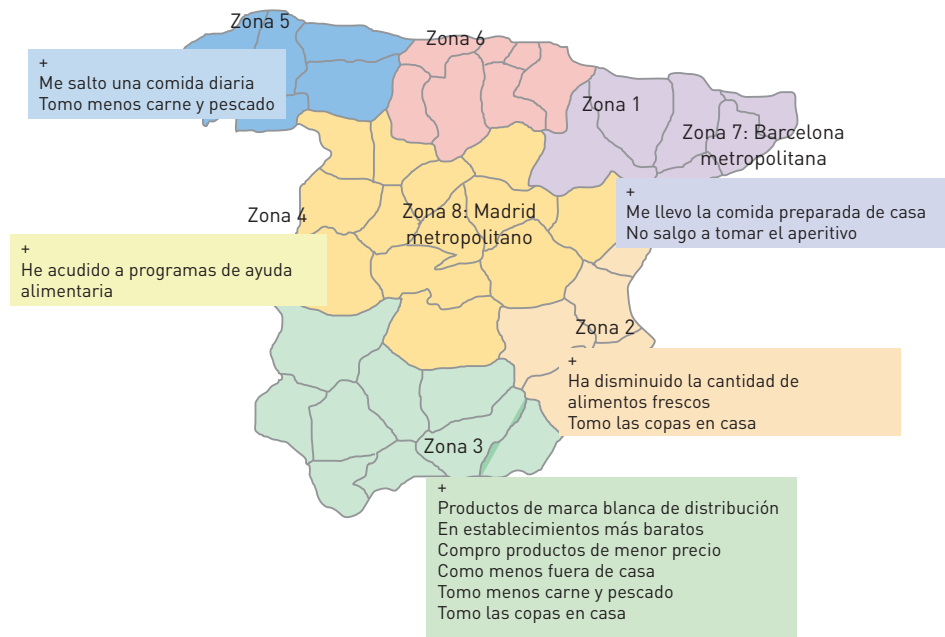 Zona 5
Zona 6
+
Me salto una comida diaria
Tomo menos carne y pescado
Zona 1
Zona 7: Barcelona
metropolitana
+
Me llevo la comida preparada de casa
No salgo a tomar el aperitivo
Zona 4
Zona 8: Madrid
metropolitano
+
He acudido a programas de ayuda
alimentaria
Zona 2
+
Ha disminuido la cantidad de
alimentos frescos
Tomo las copas en casa
Zona 3
+
Productos de marca blanca de distribución
En establecimientos más baratos
Compro productos de menor precio
Como menos fuera de casa
Tomo menos carne y pescado
Tomo las copas en casa